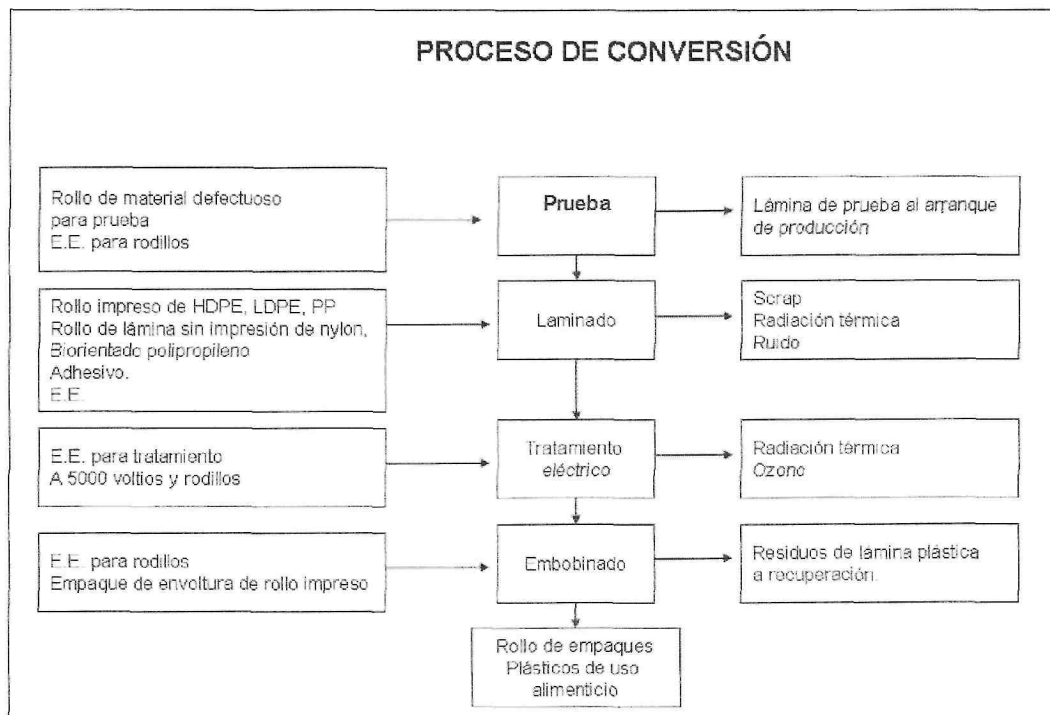 PROCESO DE CONVERSIÓN
Rollo de material defectuoso
para prueba
E.E. para rodillos
Prueba
Lámina de prueba al arranque
de producción
Rollo impreso de HDPE, LDPE, PP
Rollo de lámina sin impresión de nylon,
Biorientado polipropileno
Adhesivo.
E.E.
Laminado
Scrap
Radiación térmica
Ruido
E.E. para tratamiento
A 5000 voltios y rodillos
Tratamiento
eléctrico
Radiación térmica
Ozono
E.E. para rodillos
Empaque de envoltura de rollo impreso
Embobinado
Residuos de lámina plástica
a recuperación.
Rollo de empaques
Plásticos de uso
alimenticio